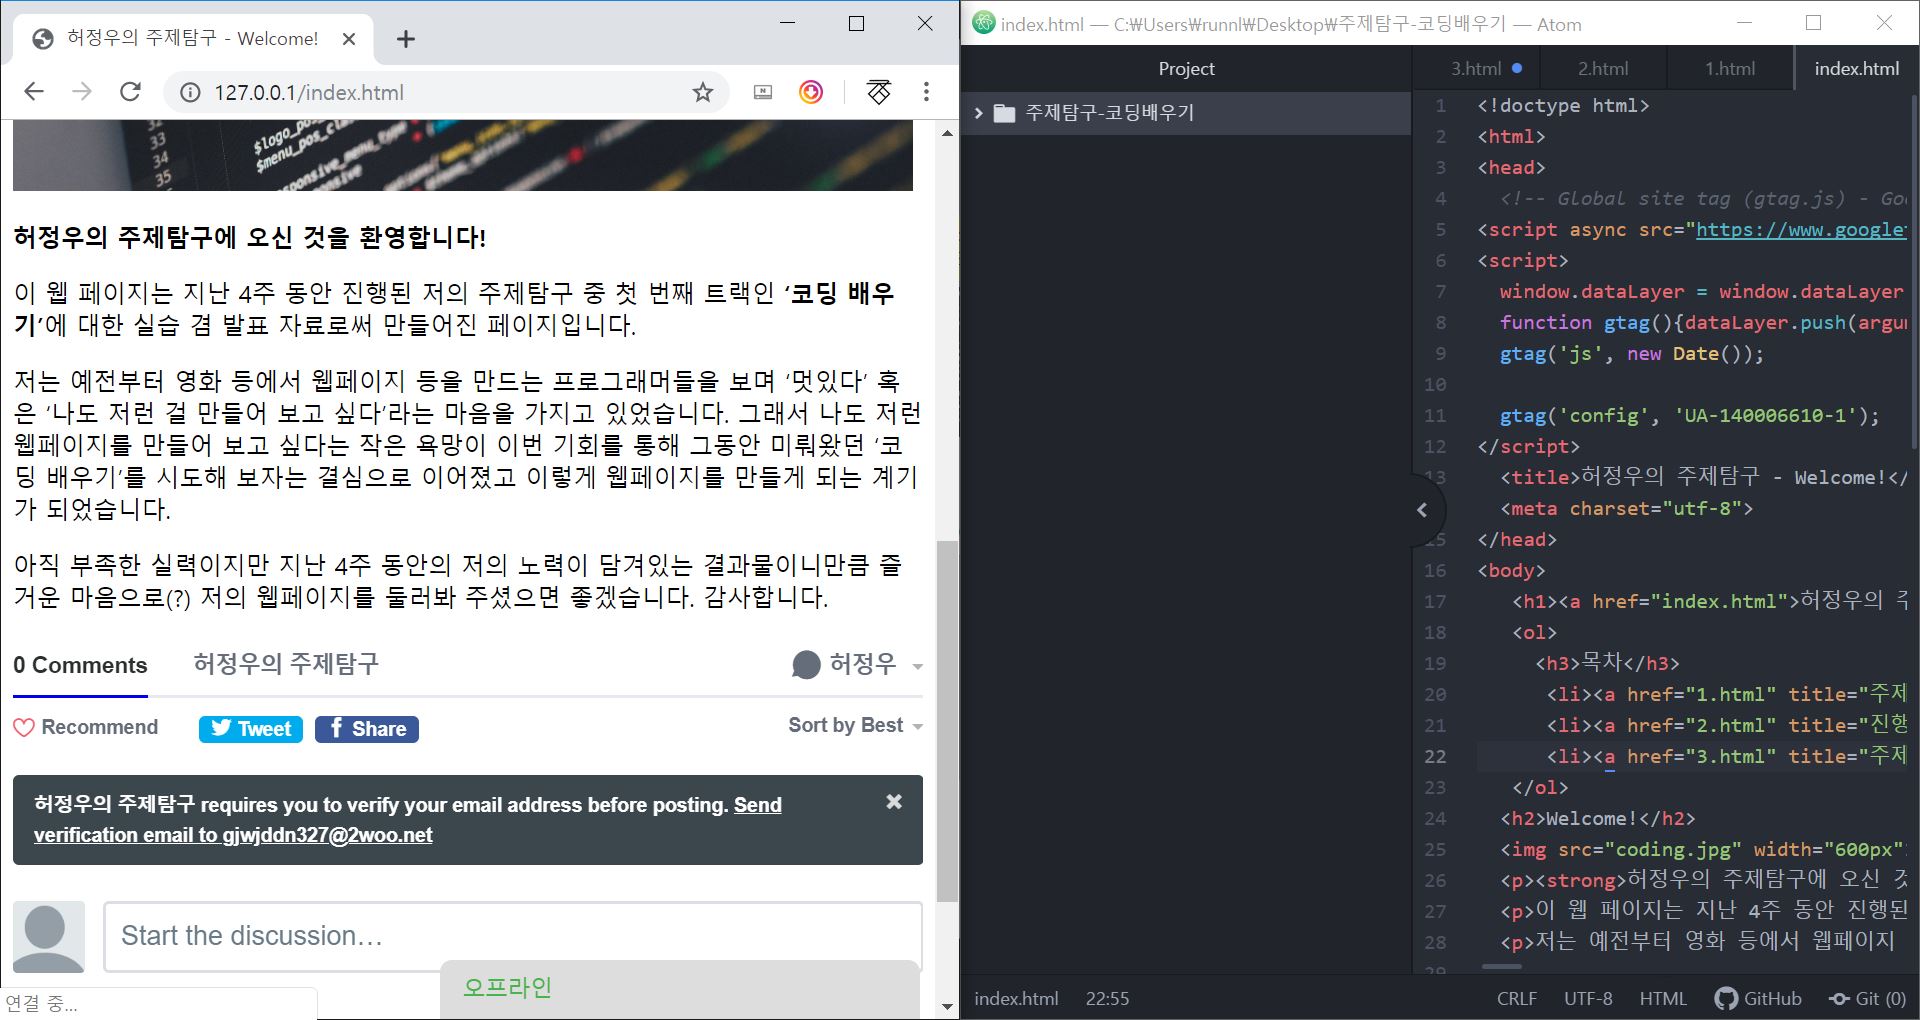 허정우의 주제탐구 - Welcome!
127.0.0.1/index.html
32
33
34
35
$logo_pos
$menu_pos_cla
responsive_menu_type
responsive
허정우의 주제탐구에 오신 것을 환영합니다!
이 웹 페이지는 지난 4주 동안 진행된 저의 주제탐구 중 첫 번째 트랙인 ‘코딩 배우
기’에 대한 실습 겸 발표 자료로써 만들어진 페이지입니다.
저는 예전부터 영화 등에서 웹페이지 등을 만드는 프로그래머들을 보며 ‘멋있다’ 혹
은 ‘나도 저런 걸 만들어 보고 싶다’라는 마음을 가지고 있었습니다. 그래서 나도 저런
웹페이지를 만들어 보고 싶다는 작은 욕망이 이번 기회를 통해 그동안 미뤄왔던 ‘코
딩 배우기’를 시도해 보자는 결심으로 이어졌고 이렇게 웹페이지를 만들게 되는 계기
가 되었습니다.
아직 부족한 실력이지만 지난 4주 동안의 저의 노력이 담겨있는 결과물이니만큼 즐
거운 마음으로(?) 저의 웹페이지를 둘러봐 주셨으면 좋겠습니다. 감사합니다.
0 Comments 허정우의 주제탐구 허정우
Recommend Tweet Share Sort by Best
허정우의 주제탐구 requires you to verify your email address before posting. Send
verification email to gjwjddn327@2woo.net
Start the discussion…
오프라인
연결 중...
index.html — C:₩Users₩runnl₩Desktop₩주제탐구-코딩배우기 — Atom
Project
주제탐구-코딩배우기
3.html 2.html 1.html index.html
1 <!doctype html>
2 <html>
3 <head>
4 <!-- Global site tag (gtag.js) - Goo
5 <script async src="https://www.google
6 <script>
7 window.dataLayer = window.dataLayer
8 function gtag(){dataLayer.push(argu
9 gtag('js', new Date());
10
11 gtag('config', 'UA-140006610-1');
12 </script>
13 <title>허정우의 주제탐구 - Welcome!</
<meta charset="utf-8">
15 </head>
16 <body>
17 <h1><a href="index.html">허정우의 주
18 <ol>
19 <h3>목차</h3>
20 <li><a href="1.html" title="주제
21 <li><a href="2.html" title="진행
22 <li><a href="3.html" title="주제
23 </ol>
24 <h2>Welcome!</h2>
25 <img src="coding.jpg" width="600px"
26 <p><strong>허정우의 주제탐구에 오신 것
27 <p>이 웹 페이지는 지난 4주 동안 진행된
28 <p>저는 예전부터 영화 등에서 웹페이지
29
index.html 22:55 CRLF UTF-8 HTML GitHub Git (0)